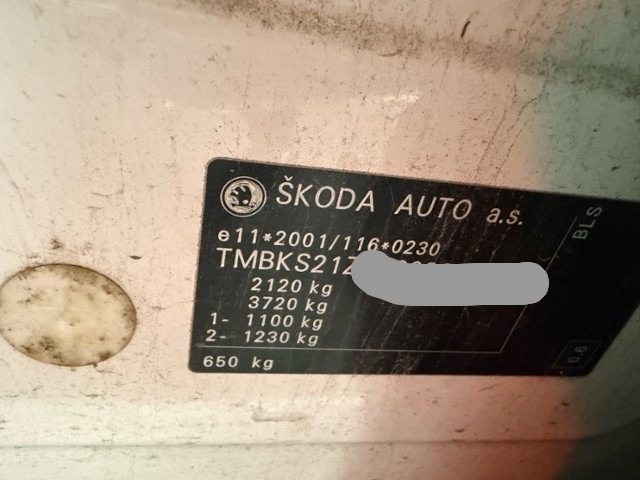 ŠKODA AUTO a.s.
e11*2001/116*0230
TMBKS21Z
2120 kg
3720 kg
1- 1100 kg
2- 1230 kg
650 kg
BLS
0.6